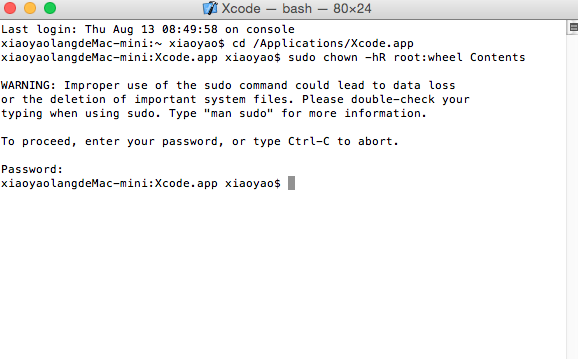 Xcode — bash — 80×24
Last login: Thu Aug 13 08:49:58 on console
xiaoyaolangdeMac-mini:~ xiaoyao$ cd /Applications/Xcode.app
xiaoyaolangdeMac-mini:Xcode.app xiaoyao$ sudo chown -hR root:wheel Contents
WARNING: Improper use of the sudo command could lead to data loss
or the deletion of important system files. Please double-check your
typing when using sudo. Type "man sudo" for more information.
To proceed, enter your password, or type Ctrl-C to abort.
Password:
xiaoyaolangdeMac-mini:Xcode.app xiaoyao$